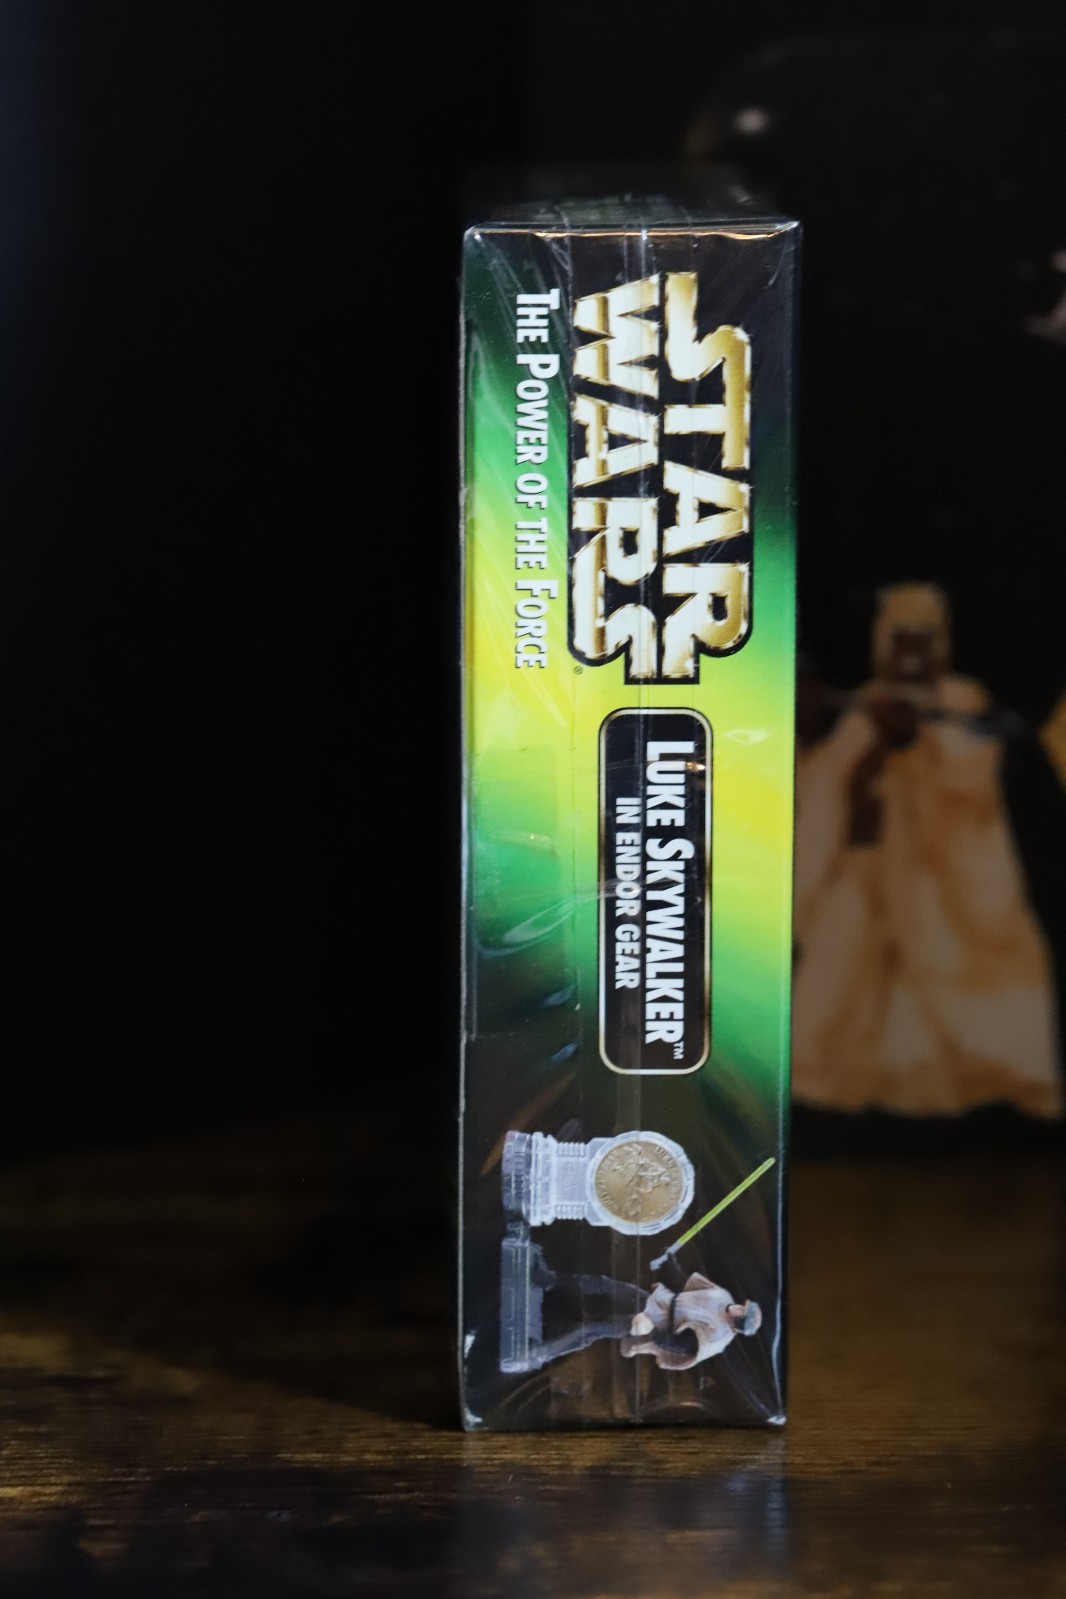 STAR
WARS®
THE POWER OF THE FORCE
LUKE SKYWALKER™
IN ENDOR GEAR